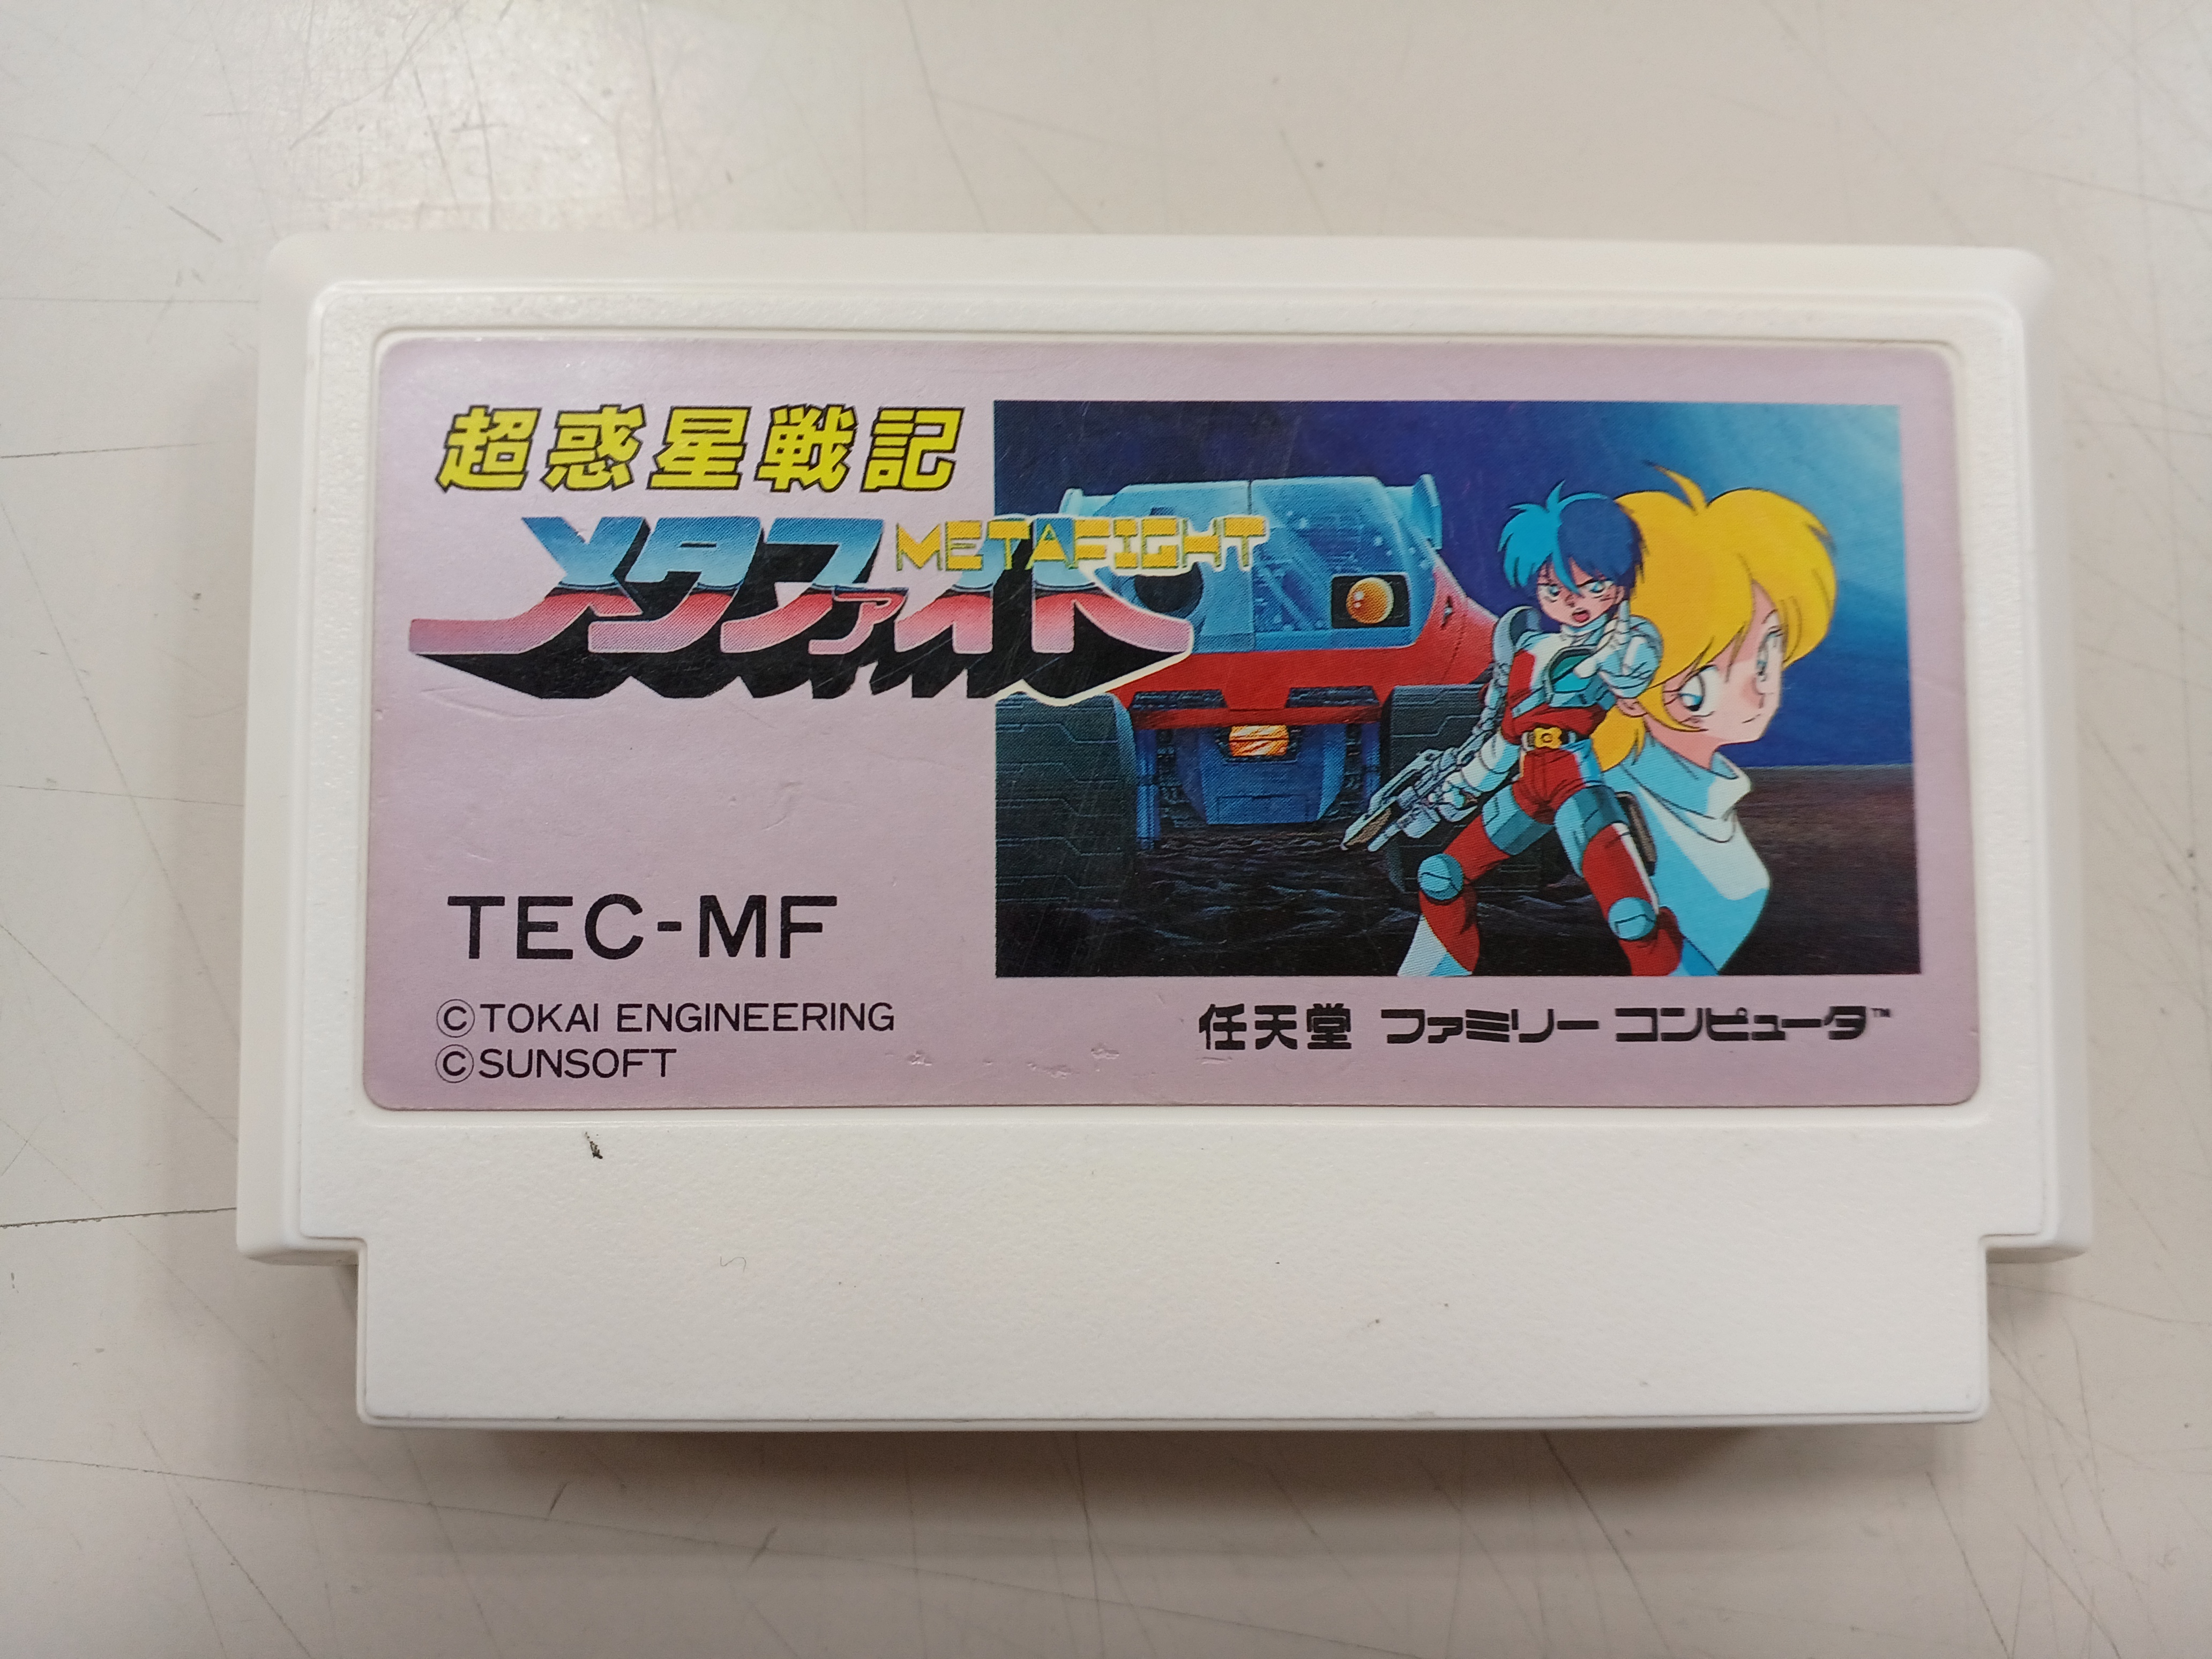 超惑星戦記
METAFIGHT
メタファイト
TEC-MF
©TOKAI ENGINEERING
©SUNSOFT
任天堂 ファミリー コンピュータ™